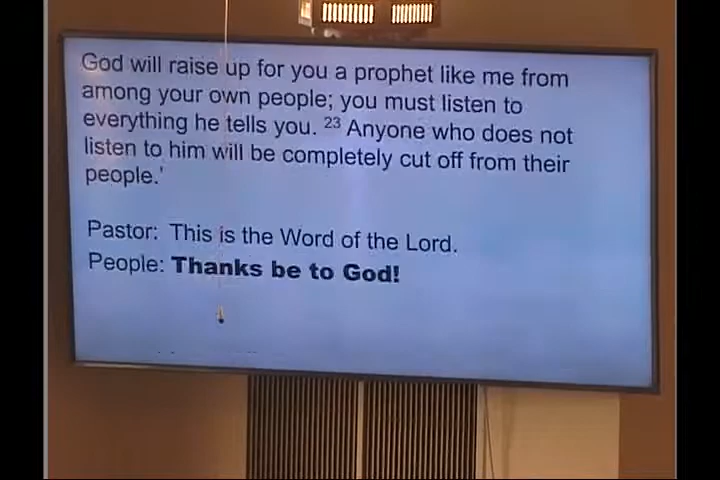 God will raise up for you a prophet like me from
among your own people; you must listen to
everything he tells you. ²³ Anyone who does not
listen to him will be completely cut off from their
people.'
Pastor: This is the Word of the Lord.
People: Thanks be to God!